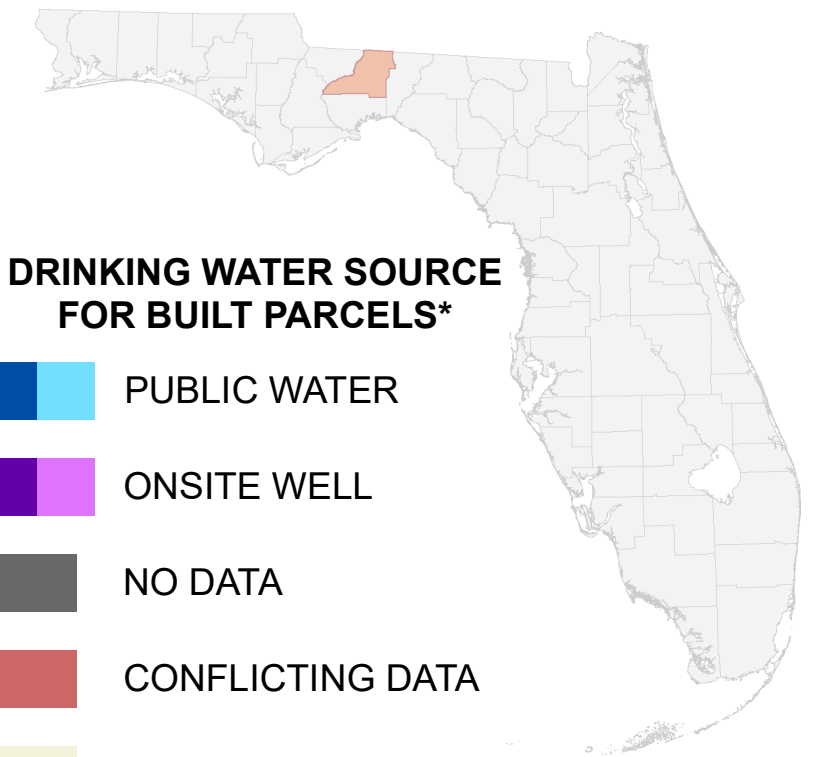 DRINKING WATER SOURCE
FOR BUILT PARCELS*
PUBLIC WATER
ONSITE WELL
NO DATA
CONFLICTING DATA